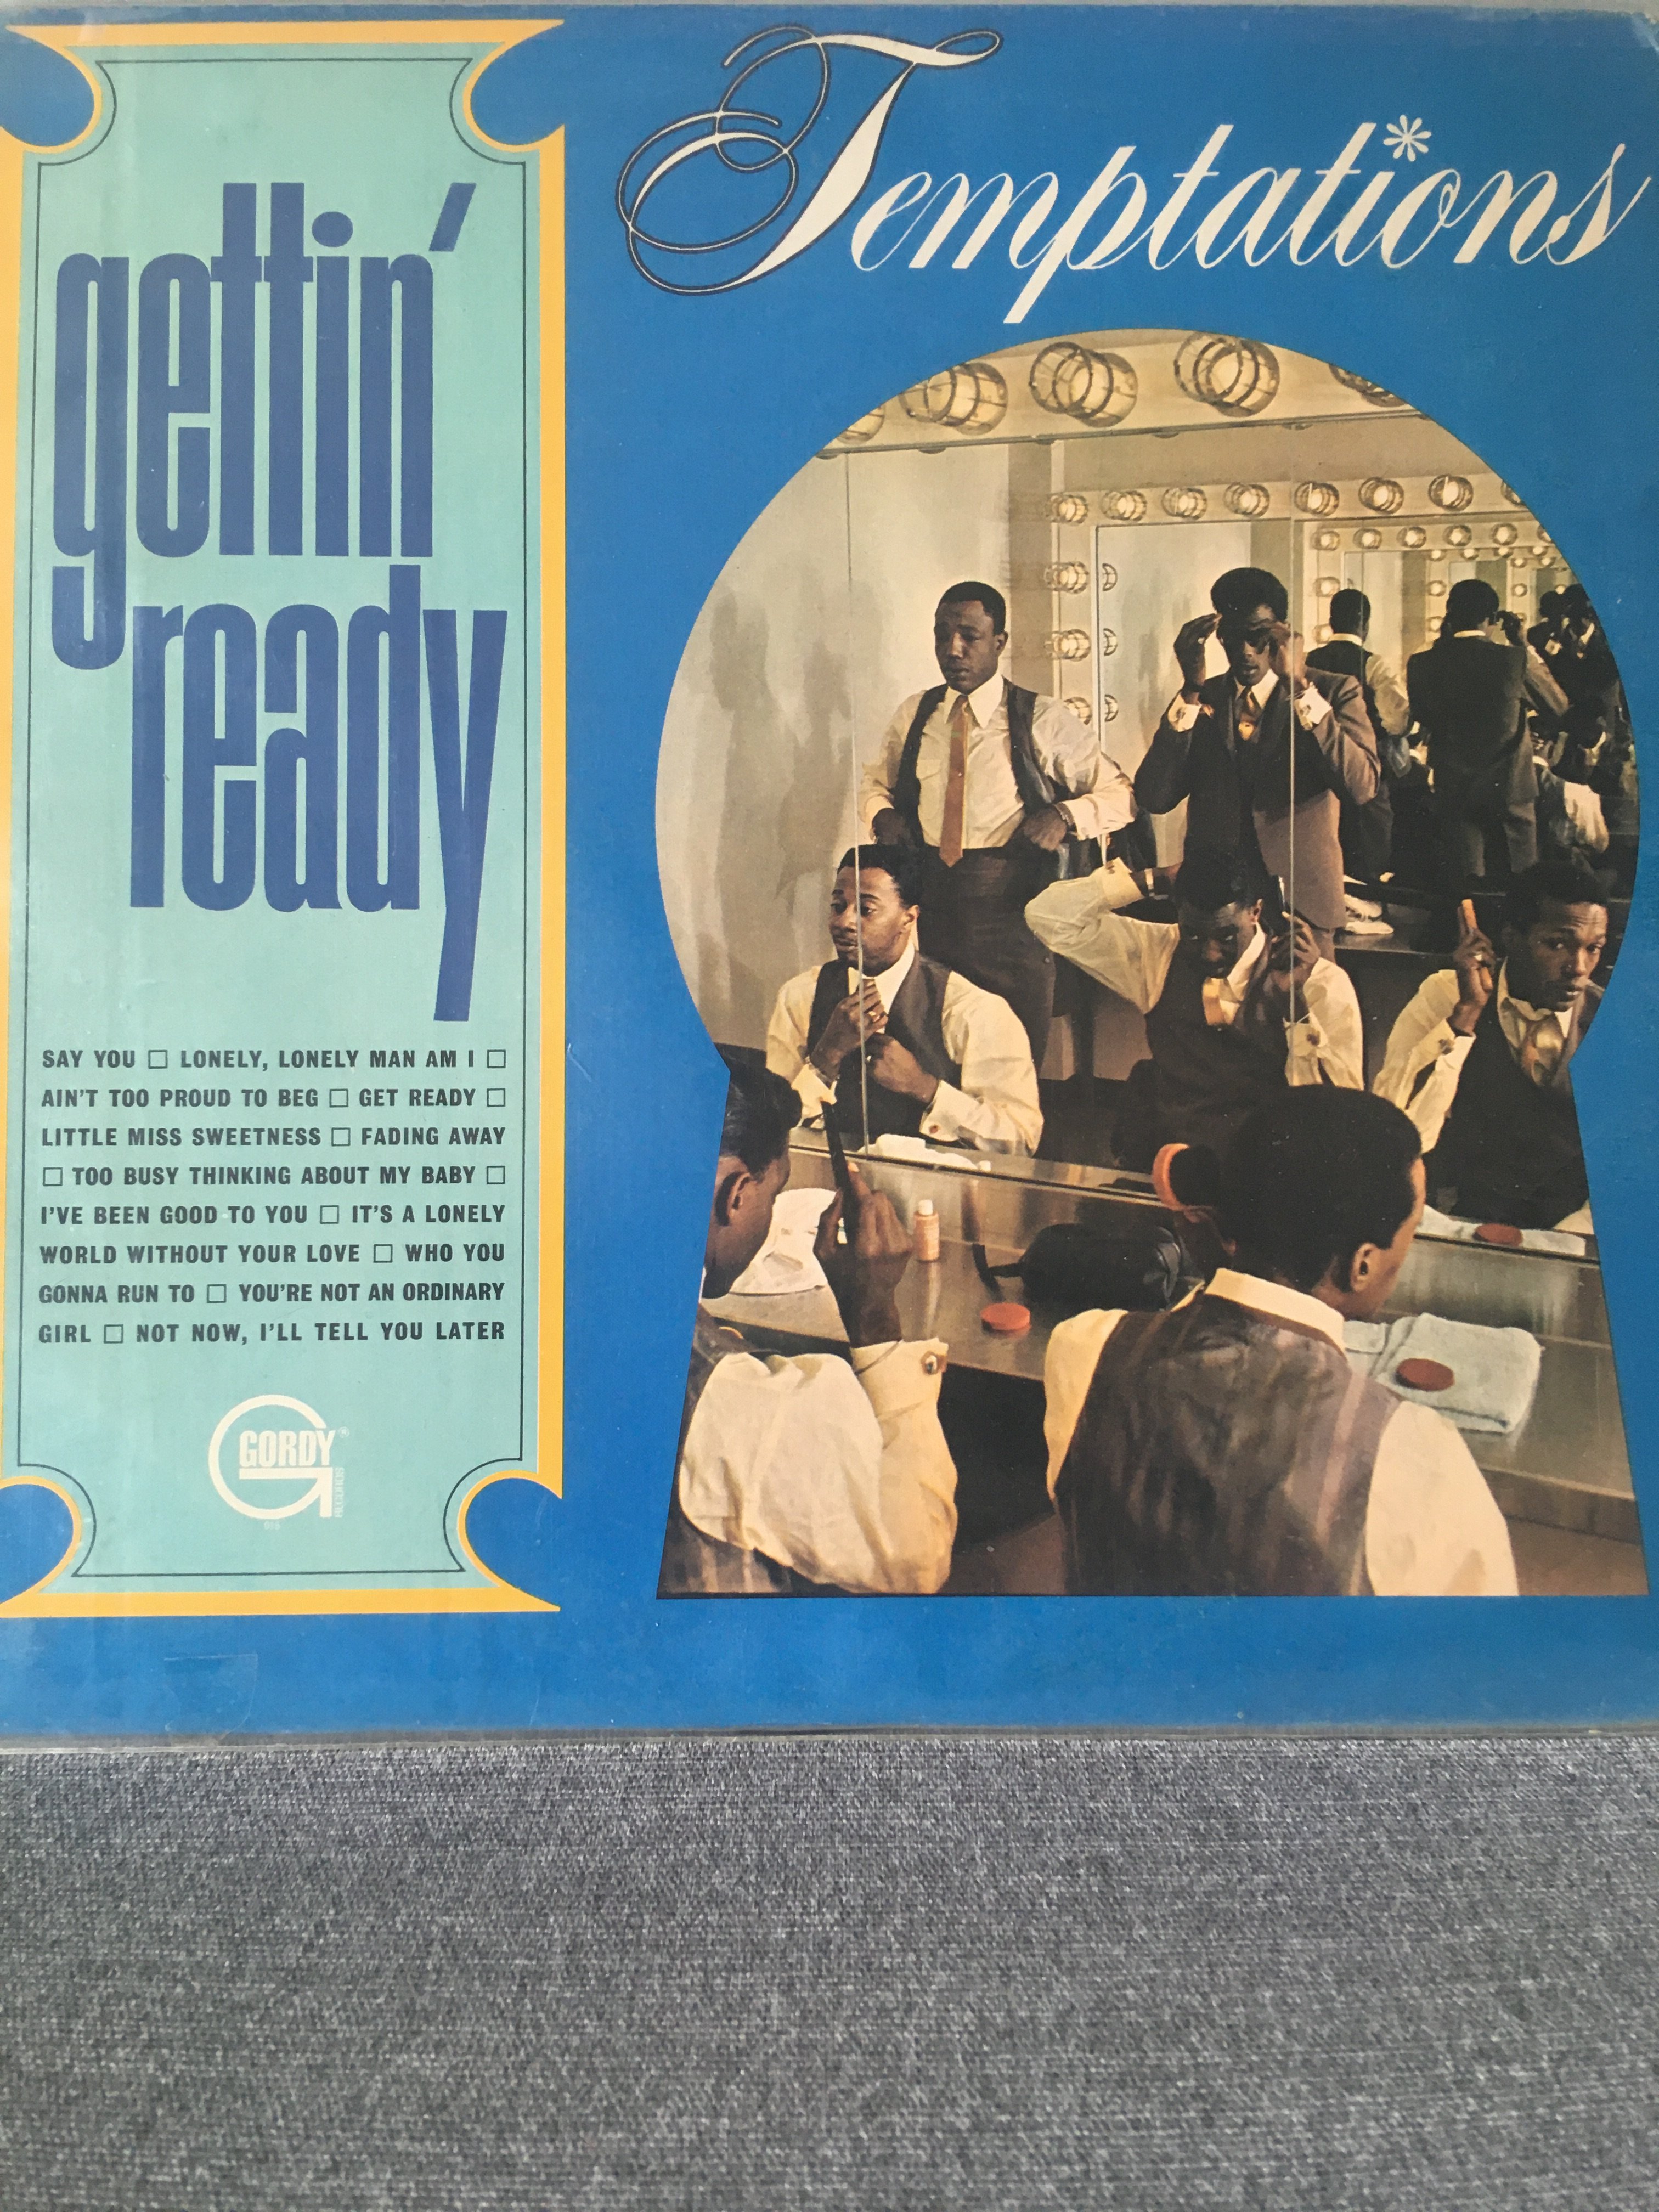 gettin'
ready
Temptations
SAY YOU □ LONELY, LONELY MAN AM I □
AIN'T TOO PROUD TO BEG □ GET READY □
LITTLE MISS SWEETNESS □ FADING AWAY
□ TOO BUSY THINKING ABOUT MY BABY □
I'VE BEEN GOOD TO YOU □ IT'S A LONELY
WORLD WITHOUT YOUR LOVE □ WHO YOU
GONNA RUN TO □ YOU'RE NOT AN ORDINARY
GIRL □ NOT NOW, I'LL TELL YOU LATER
GORDY®
RECORDS